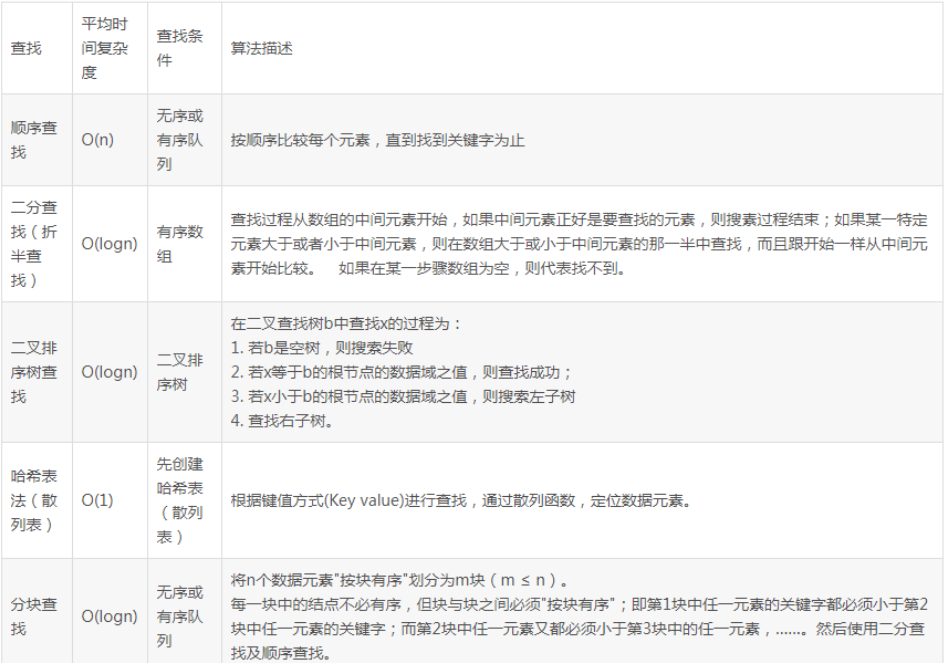 查找
平均时
间复杂
度
查找条
件
算法描述
顺序查
找
O(n)
无序或
有序队
列
按顺序比较每个元素，直到找到关键字为止
二分查
找（折
半查
找）
O(logn)
有序数
组
查找过程从数组的中间元素开始，如果中间元素正好是要查找的元素，则搜素过程结束；如果某一特定
元素大于或者小于中间元素，则在数组大于或小于中间元素的那一半中查找，而且跟开始一样从中间元
素开始比较。 如果在某一步骤数组为空，则代表找不到。
二叉排
序树查
找
O(logn)
二叉排
序树
在二叉查找树b中查找x的过程为：
1. 若b是空树，则搜索失败
2. 若x等于b的根节点的数据域之值，则查找成功；
3. 若x小于b的根节点的数据域之值，则搜索左子树
4. 查找右子树。
哈希表
法（散
列表）
O(1)
先创建
哈希表
（散列
表）
根据键值方式(Key value)进行查找，通过散列函数，定位数据元素。
分块查
找
O(logn)
无序或
有序队
列
将n个数据元素"按块有序"划分为m块（m ≤ n）。
每一块中的结点不必有序，但块与块之间必须"按块有序"；即第1块中任一元素的关键字都必须小于第2
块中任一元素的关键字；而第2块中任一元素又都必须小于第3块中的任一元素，……。然后使用二分查
找及顺序查找。